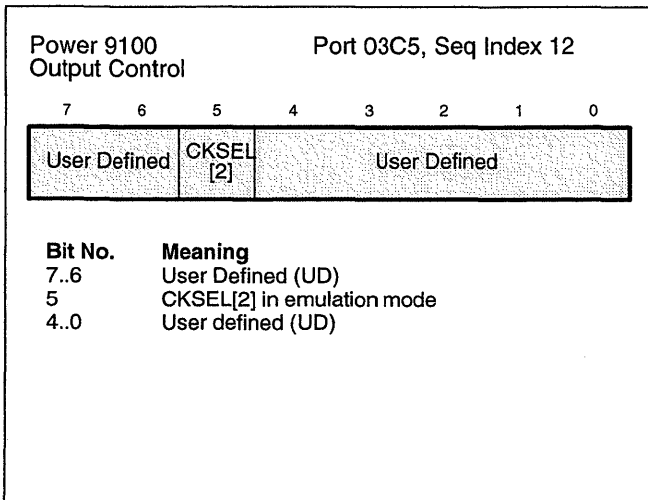 Power 9100 Port 03C5, Seq Index 12
Output Control
7 6 5 4 3 2 1 0
User Defined CKSEL [2] User Defined
Bit No. Meaning
7..6 User Defined (UD)
5 CKSEL[2] in emulation mode
4..0 User defined (UD)